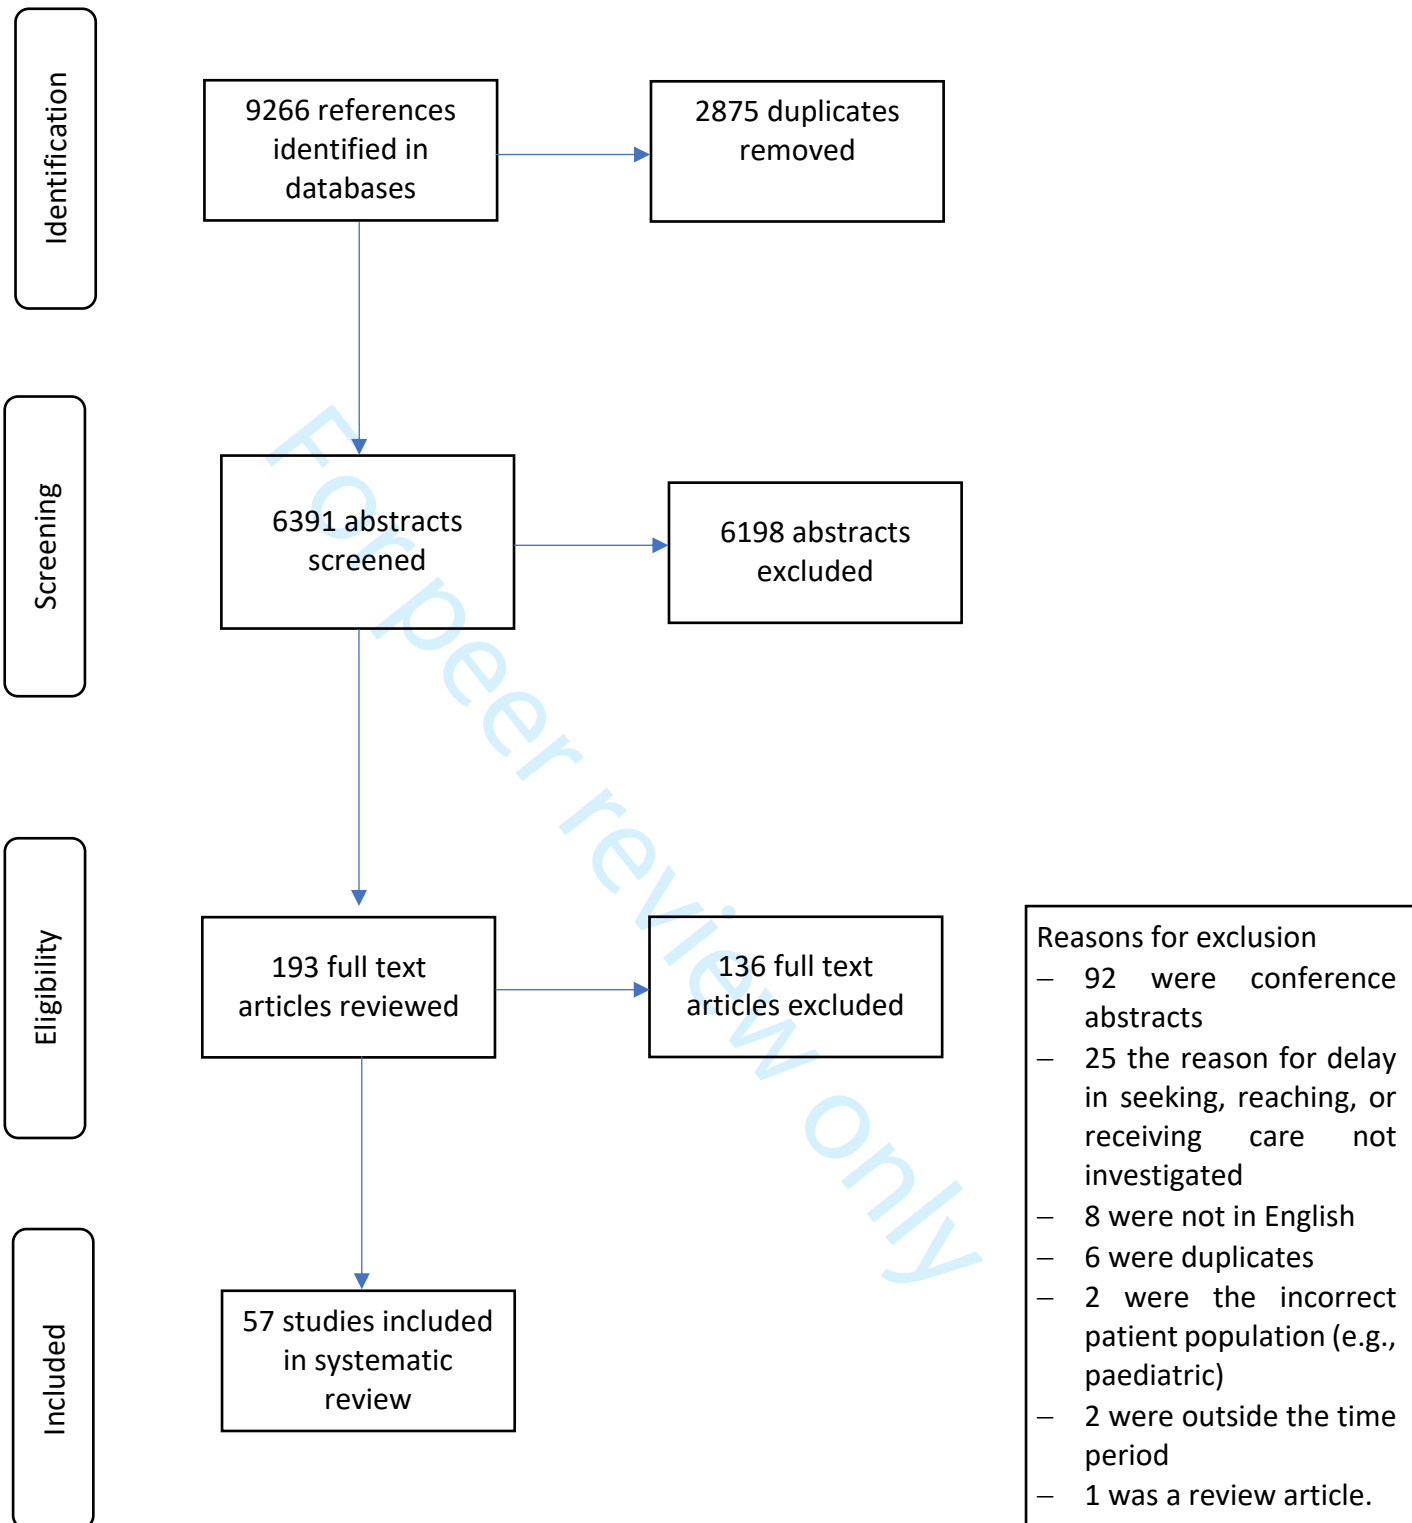 Identification
9266 references
identified in
databases
2875 duplicates
removed
Screening
6391 abstracts
screened
6198 abstracts
excluded
Eligibility
193 full text
articles reviewed
136 full text
articles excluded
Reasons for exclusion
– 92 were conference
abstracts
– 25 the reason for delay
in seeking, reaching, or
receiving care not
investigated
– 8 were not in English
– 6 were duplicates
– 2 were the incorrect
patient population (e.g.,
paediatric)
– 2 were outside the time
period
– 1 was a review article.
Included
57 studies included
in systematic
review
For peer review only